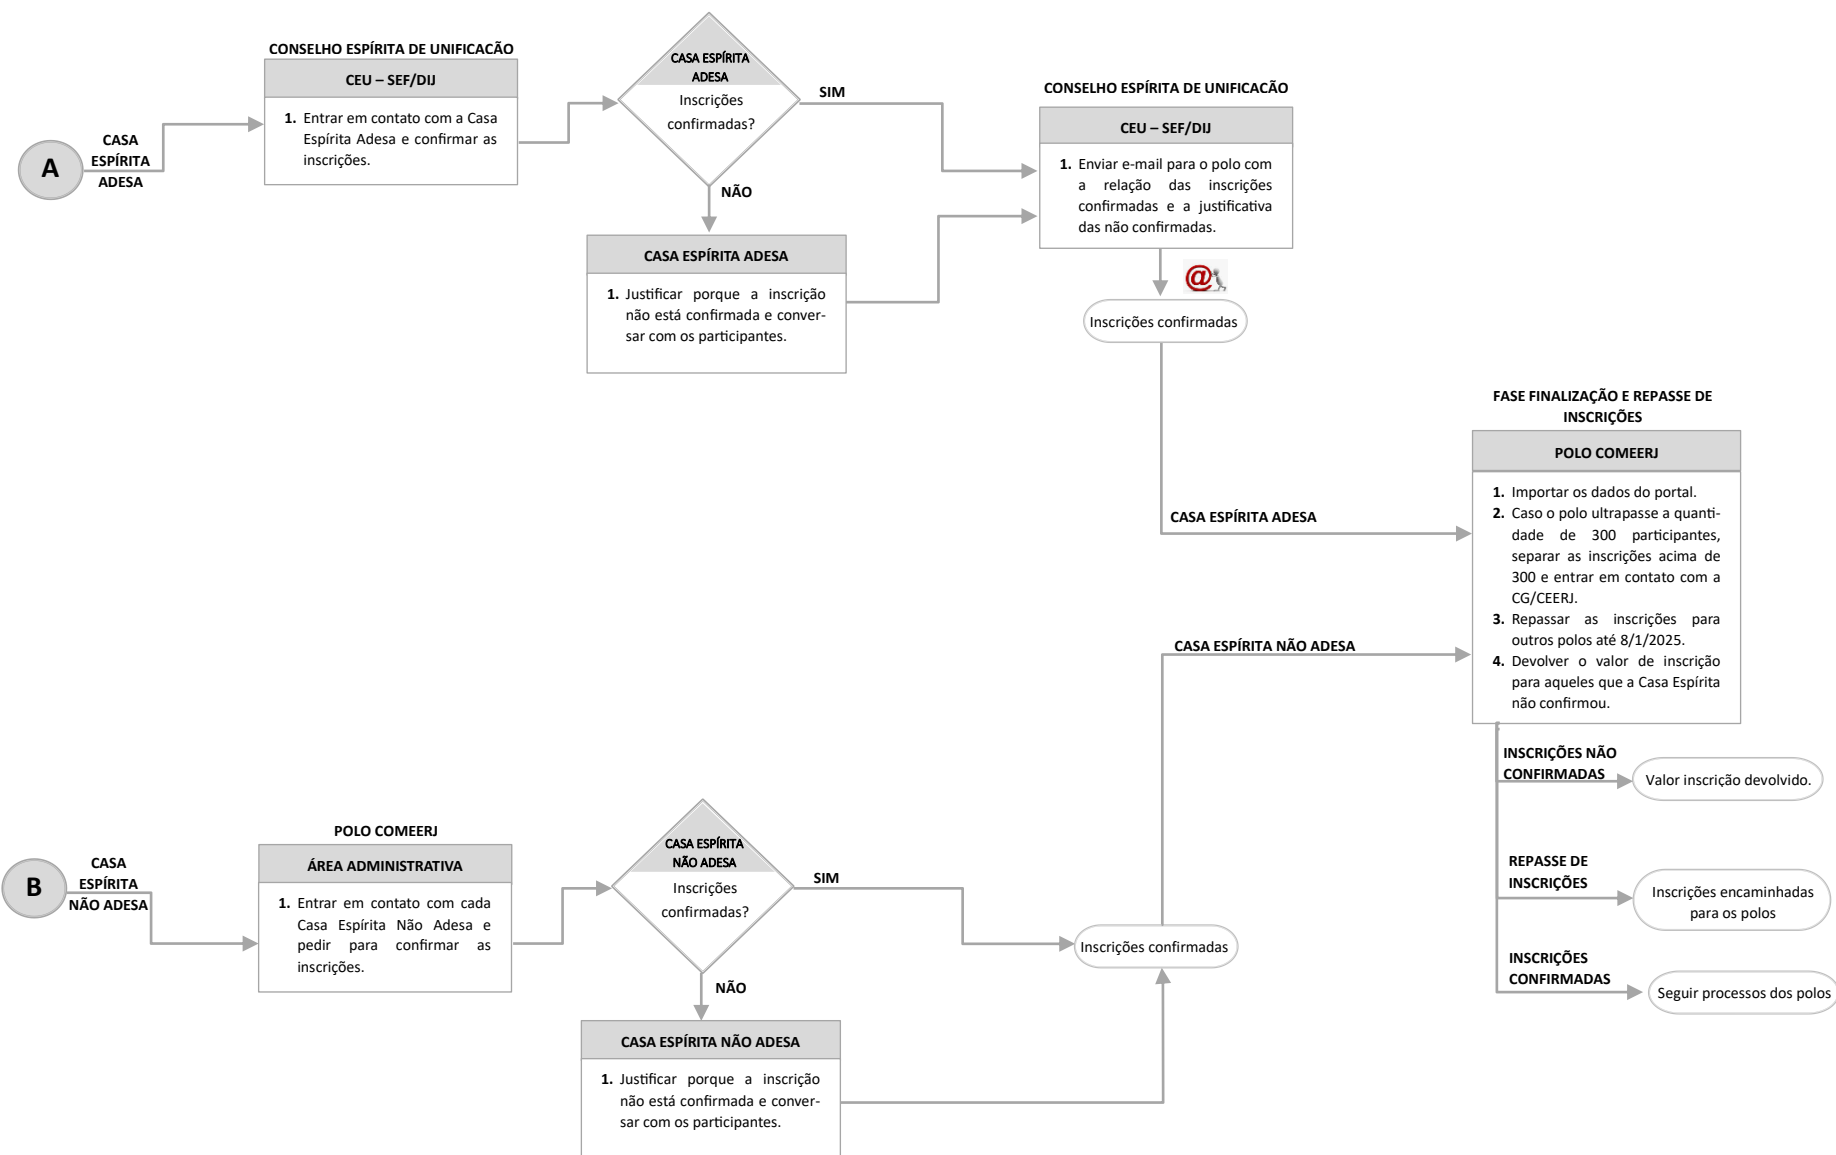 CONSELHO ESPÍRITA DE UNIFICACÃO
CEU – SEF/DIJ
1. Entrar em contato com a Casa
Espírita Adesa e confirmar as
inscrições.
A
CASA
ESPÍRITA
ADESA
CASA ESPÍRITA
ADESA
Inscrições
confirmadas?
SIM
NÃO
CASA ESPÍRITA ADESA
1. Justificar porque a inscrição
não está confirmada e conver-
sar com os participantes.
CONSELHO ESPÍRITA DE UNIFICACÃO
CEU – SEF/DIJ
1. Enviar e-mail para o polo com
a relação das inscrições
confirmadas e a justificativa
das não confirmadas.
@
Inscrições confirmadas
CASA ESPÍRITA ADESA
FASE FINALIZAÇÃO E REPASSE DE
INSCRIÇÕES
POLO COMEERJ
1. Importar os dados do portal.
2. Caso o polo ultrapasse a quanti-
dade de 300 participantes,
separar as inscrições acima de
300 e entrar em contato com a
CG/CEERJ.
3. Repassar as inscrições para
outros polos até 8/1/2025.
4. Devolver o valor de inscrição
para aqueles que a Casa Espírita
não confirmou.
CASA ESPÍRITA NÃO ADESA
INSCRIÇÕES NÃO
CONFIRMADAS
Valor inscrição devolvido.
REPASSE DE
INSCRIÇÕES
Inscrições encaminhadas
para os polos
INSCRIÇÕES
CONFIRMADAS
Seguir processos dos polos
B
CASA
ESPÍRITA
NÃO ADESA
POLO COMEERJ
ÁREA ADMINISTRATIVA
1. Entrar em contato com cada
Casa Espírita Não Adesa e
pedir para confirmar as
inscrições.
CASA ESPÍRITA
NÃO ADESA
Inscrições
confirmadas?
SIM
NÃO
Inscrições confirmadas
CASA ESPÍRITA NÃO ADESA
1. Justificar porque a inscrição
não está confirmada e conver-
sar com os participantes.